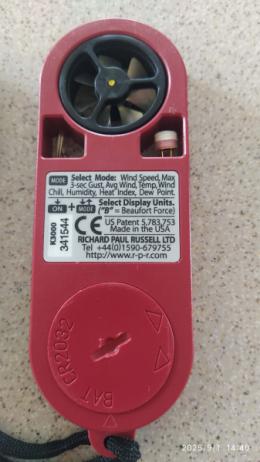 MODE Select Mode: Wind Speed, Max
3-sec Gust, Avg Wind, Temp, Wind
Chill, Humidity, Heat Index, Dew Point.
ON + MODE Select Display Units.
("B" = Beaufort Force)
K3000
341544
CE US Patent 5,783,753
Made in the USA
RICHARD PAUL RUSSELL LTD
Tel +44(0)1590-679755
http://www.r-p-r.com
BAT CR2032
2025/9/1 14:40